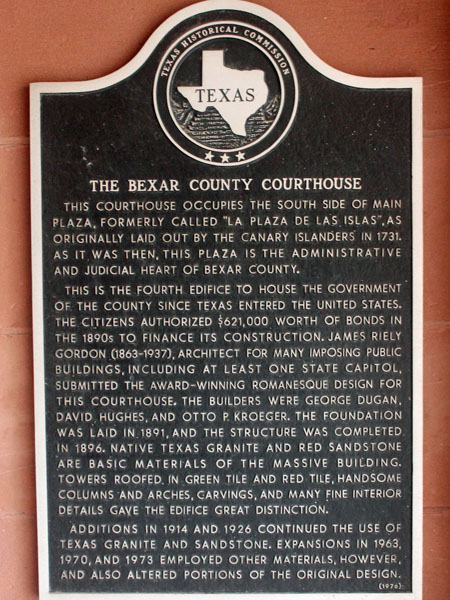 TEXAS HISTORICAL COMMISSION
TEXAS
THE BEXAR COUNTY COURTHOUSE
THIS COURTHOUSE OCCUPIES THE SOUTH SIDE OF MAIN
PLAZA, FORMERLY CALLED "LA PLAZA DE LAS ISLAS", AS
ORIGINALLY LAID OUT BY THE CANARY ISLANDERS IN 1731.
AS IT WAS THEN, THIS PLAZA IS THE ADMINISTRATIVE
AND JUDICIAL HEART OF BEXAR COUNTY.
THIS IS THE FOURTH EDIFICE TO HOUSE THE GOVERNMENT
OF THE COUNTY SINCE TEXAS ENTERED THE UNITED STATES.
THE CITIZENS AUTHORIZED $621,000 WORTH OF BONDS IN
THE 1890s TO FINANCE ITS CONSTRUCTION. JAMES RIELY
GORDON (1863-1937), ARCHITECT FOR MANY IMPOSING PUBLIC
BUILDINGS, INCLUDING AT LEAST ONE STATE CAPITOL,
SUBMITTED THE AWARD-WINNING ROMANESQUE DESIGN FOR
THIS COURTHOUSE. THE BUILDERS WERE GEORGE DUGAN,
DAVID HUGHES, AND OTTO P. KROEGER. THE FOUNDATION
WAS LAID IN 1891, AND THE STRUCTURE WAS COMPLETED
IN 1896. NATIVE TEXAS GRANITE AND RED SANDSTONE
ARE BASIC MATERIALS OF THE MASSIVE BUILDING.
TOWERS ROOFED IN GREEN TILE AND RED TILE, HANDSOME
COLUMNS AND ARCHES, CARVINGS, AND MANY FINE INTERIOR
DETAILS GAVE THE EDIFICE GREAT DISTINCTION.
ADDITIONS IN 1914 AND 1926 CONTINUED THE USE OF
TEXAS GRANITE AND SANDSTONE. EXPANSIONS IN 1963,
1970, AND 1973 EMPLOYED OTHER MATERIALS, HOWEVER,
AND ALSO ALTERED PORTIONS OF THE ORIGINAL DESIGN.
(1976)